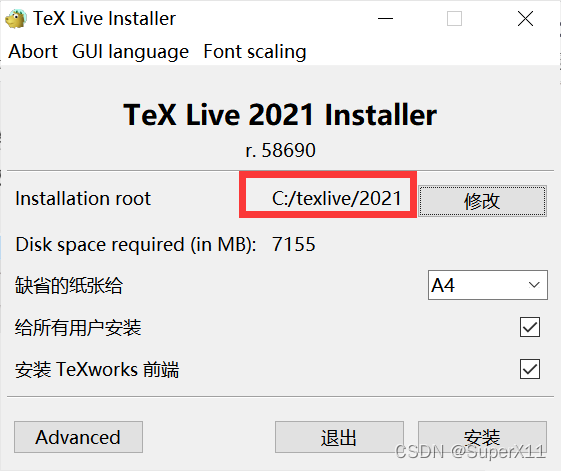 TeX Live Installer
Abort GUI language Font scaling
TeX Live 2021 Installer
r. 58690
Installation root C:/texlive/2021 修改
Disk space required (in MB): 7155
缺省的纸张给 A4
给所有用户安装
安装 TeXworks 前端
Advanced 退出 安装
CSDN @SuperX11